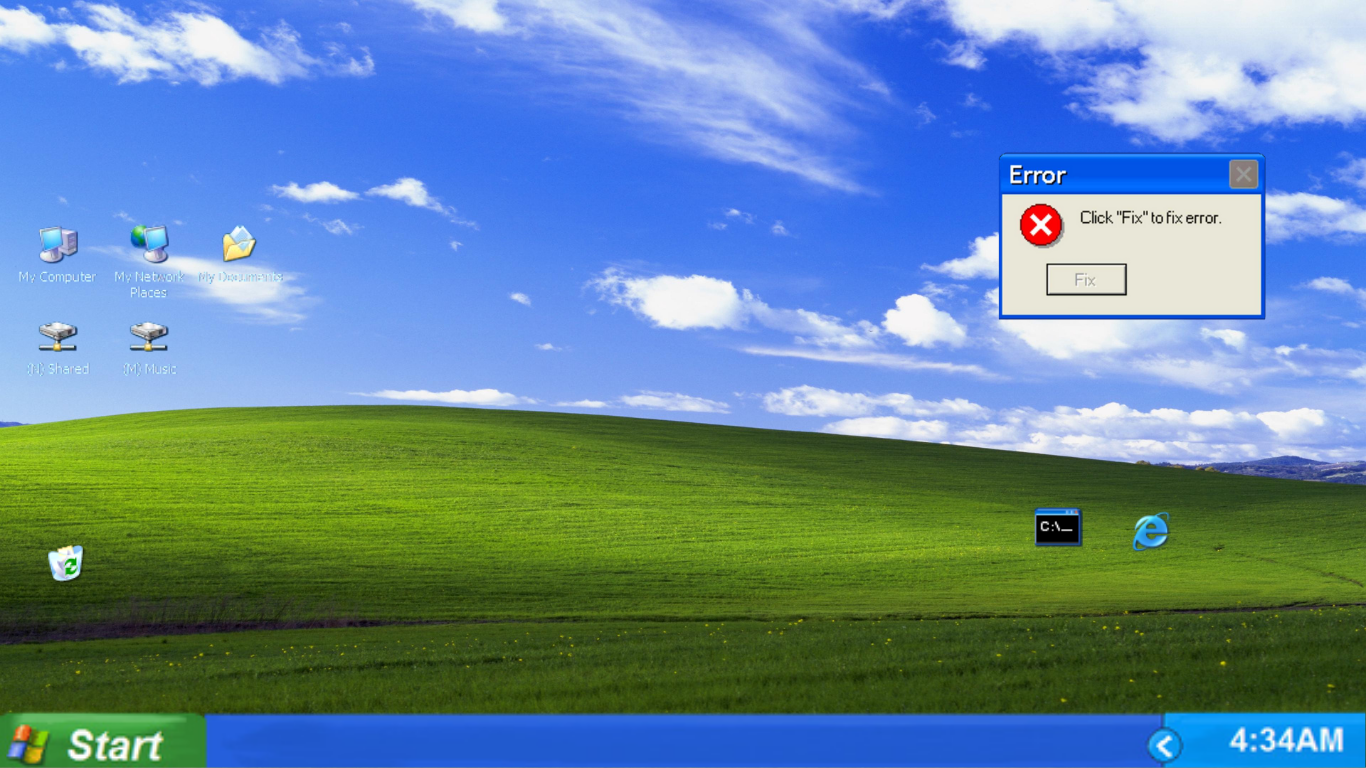 Error
Click "Fix" to fix error.
Fix
My Computer
My Network
Places
My Documents
Shared
(M) Music
C:\_
Start
4:34AM